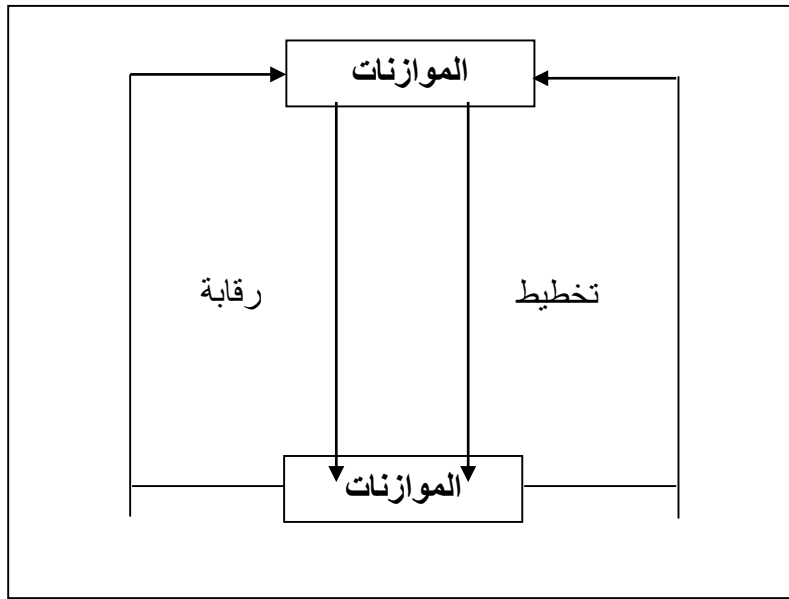 الموازنات
تخطيط
رقابة
الموازنات